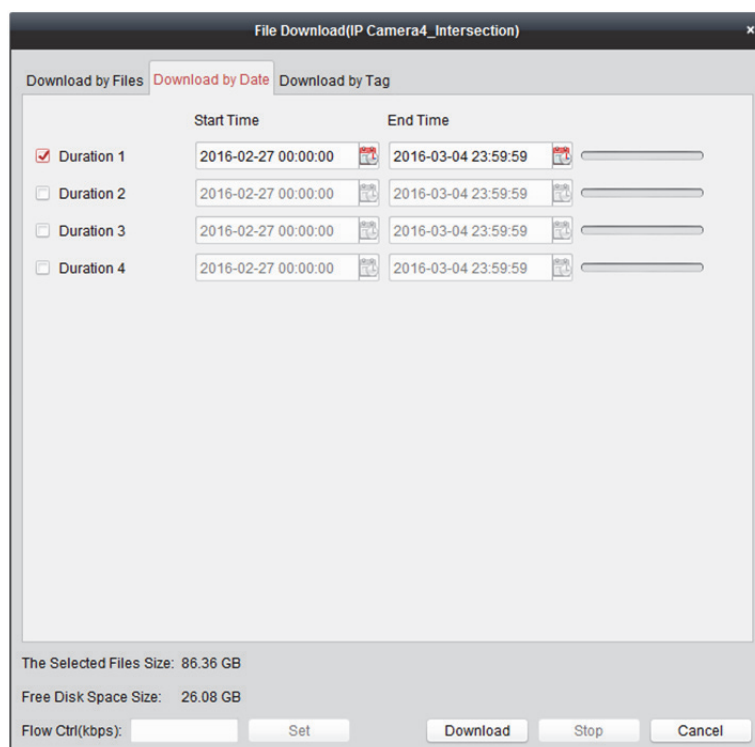 File Download(IP Camera4_Intersection) ×
Download by Files Download by Date Download by Tag
Start Time End Time
Duration 1 2016-02-27 00:00:00 2016-03-04 23:59:59
Duration 2 2016-02-27 00:00:00 2016-03-04 23:59:59
Duration 3 2016-02-27 00:00:00 2016-03-04 23:59:59
Duration 4 2016-02-27 00:00:00 2016-03-04 23:59:59
The Selected Files Size: 86.36 GB
Free Disk Space Size: 26.08 GB
Flow Ctrl(kbps): Set Download Stop Cancel